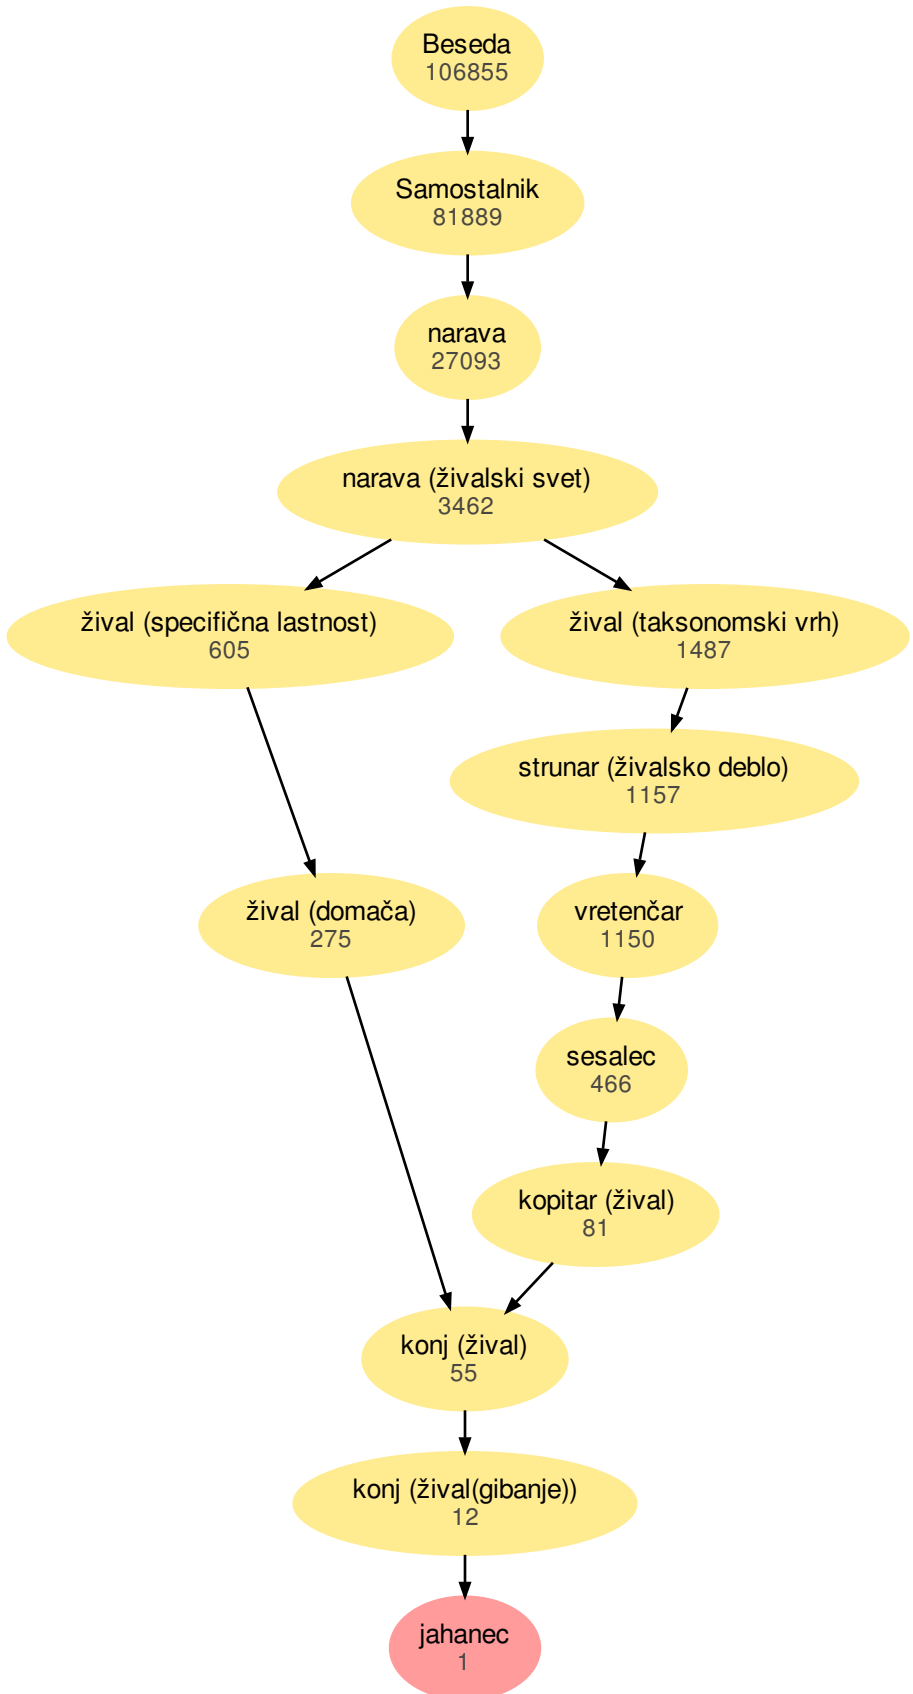 Beseda
106855
Samostalnik
81889
narava
27093
narava (živalski svet)
3462
žival (specifična lastnost)
605
žival (taksonomski vrh)
1487
strunar (živalsko deblo)
1157
žival (domača)
275
vretenčar
1150
sesalec
466
kopitar (žival)
81
konj (žival)
55
konj (žival(gibanje))
12
jahanec
1